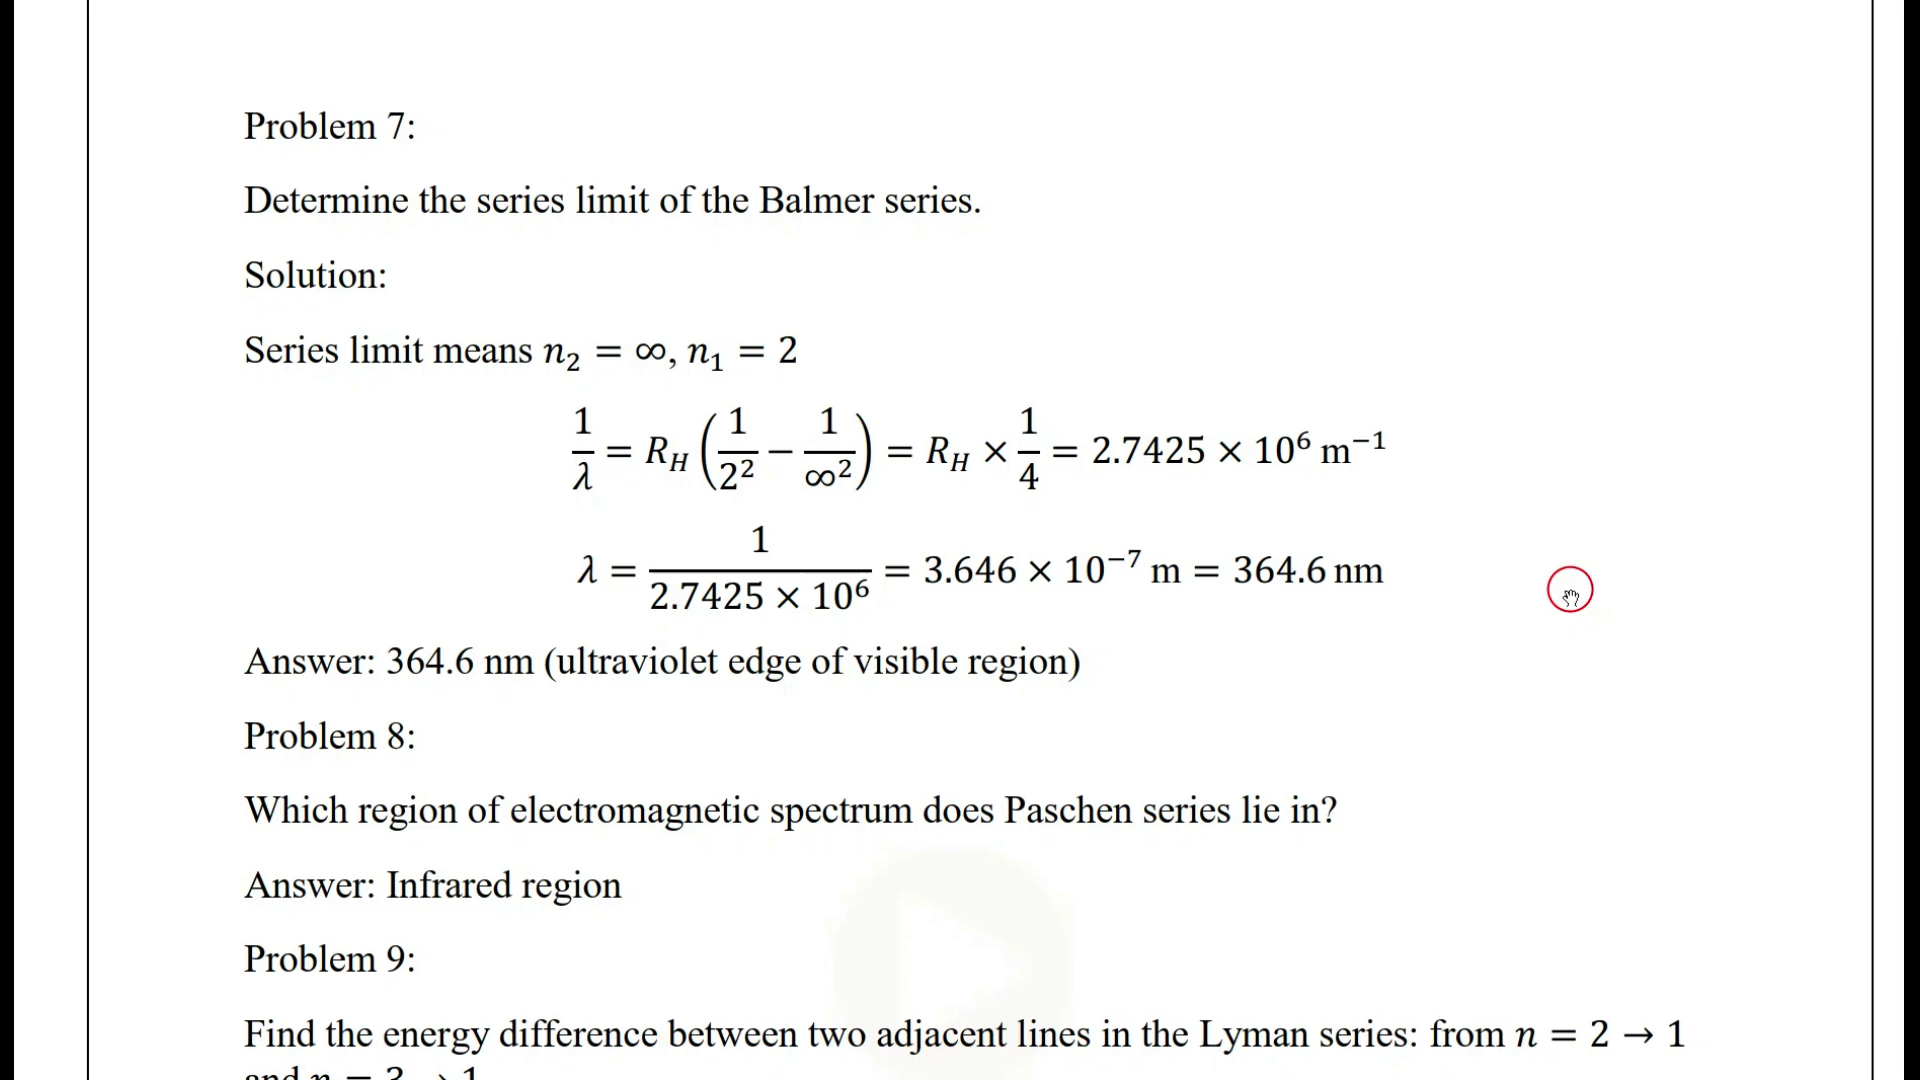 Problem 7:
Determine the series limit of the Balmer series.
Solution:
Series limit means n₂ = ∞, n₁ = 2
1/λ = R_H (1/2² − 1/∞²) = R_H × 1/4 = 2.7425 × 10⁶ m⁻¹
λ = 1/(2.7425 × 10⁶) = 3.646 × 10⁻⁷ m = 364.6 nm
Answer: 364.6 nm (ultraviolet edge of visible region)
Problem 8:
Which region of electromagnetic spectrum does Paschen series lie in?
Answer: Infrared region
Problem 9:
Find the energy difference between two adjacent lines in the Lyman series: from n = 2 → 1
and n = 3 → 1